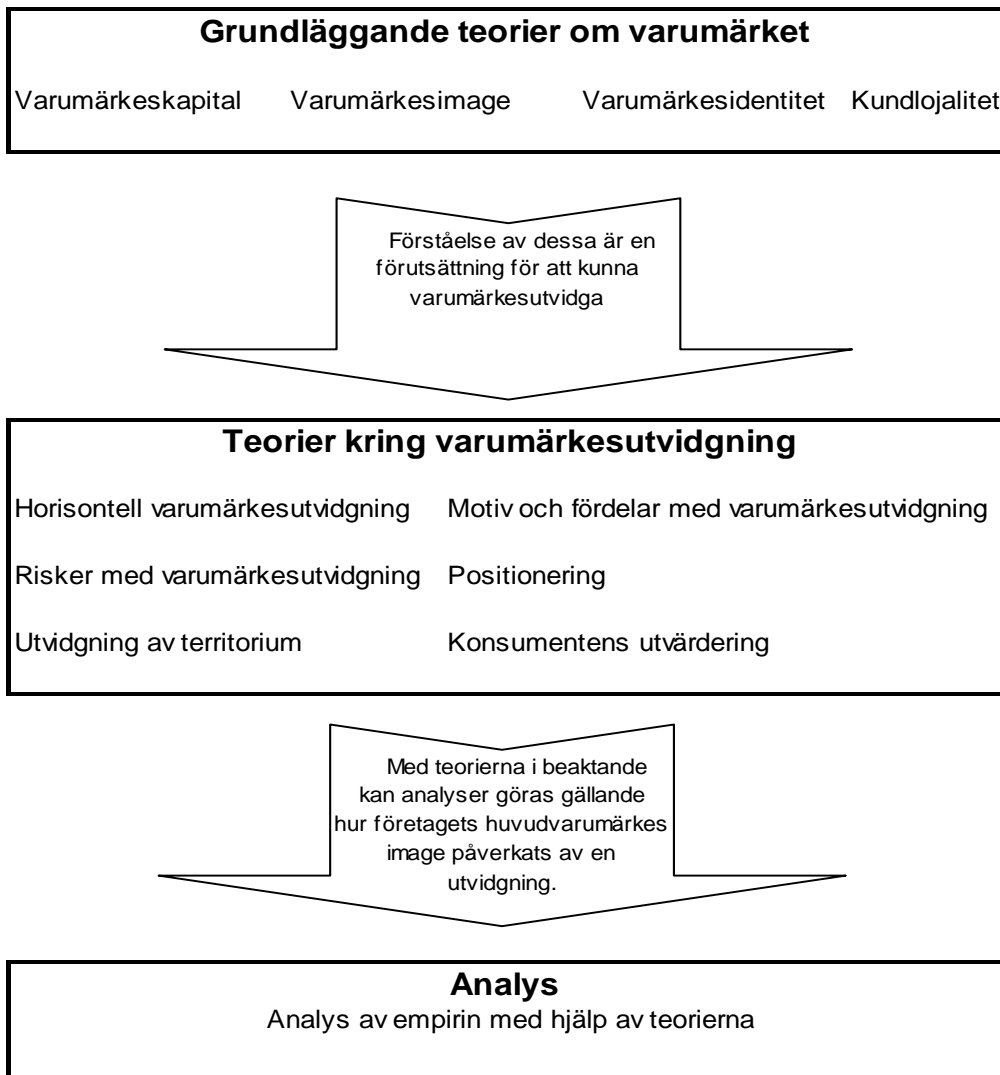 Grundläggande teorier om varumärket
Varumärkeskapital Varumärkesimage Varumärkesidentitet Kundlojalitet
Förståelse av dessa är en
förutsättning för att kunna
varumärkesutvidga
Teorier kring varumärkesutvidgning
Horisontell varumärkesutvidgning Motiv och fördelar med varumärkesutvidgning
Risker med varumärkesutvidgning Positionering
Utvidgning av territorium Konsumentens utvärdering
Med teorierna i beaktande
kan analyser göras gällande
hur företagets huvudvarumärkes
image påverkats av en
utvidgning.
Analys
Analys av empirin med hjälp av teorierna